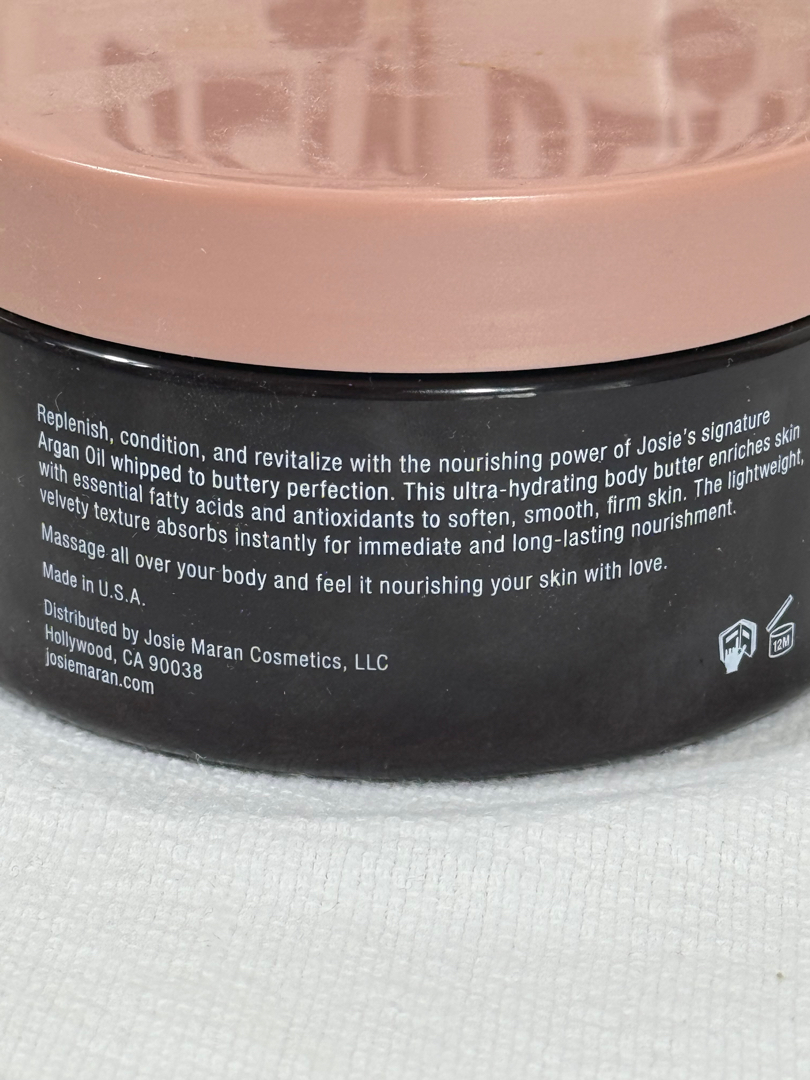 Replenish, condition, and revitalize with the nourishing power of Josie's signature
Argan Oil whipped to buttery perfection. This ultra-hydrating body butter enriches skin
with essential fatty acids and antioxidants to soften, smooth, firm skin. The lightweight,
velvety texture absorbs instantly for immediate and long-lasting nourishment.
Massage all over your body and feel it nourishing your skin with love.
Made in U.S.A.
Distributed by Josie Maran Cosmetics, LLC
Hollywood, CA 90038
josiemaran.com
12M